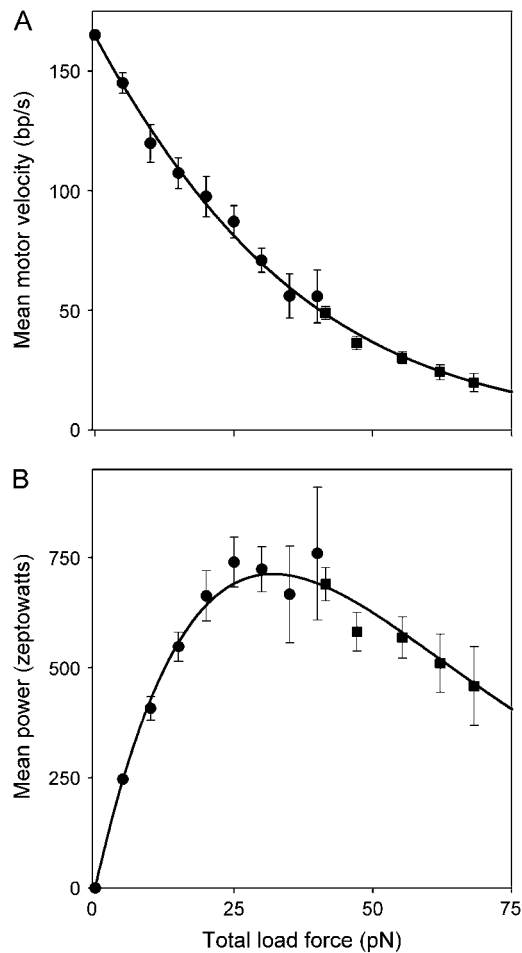 A
150
100
50
0
Mean motor velocity (bp/s)
B
750
500
250
0
Mean power (zeptowatts)
0 25 50 75
Total load force (pN)